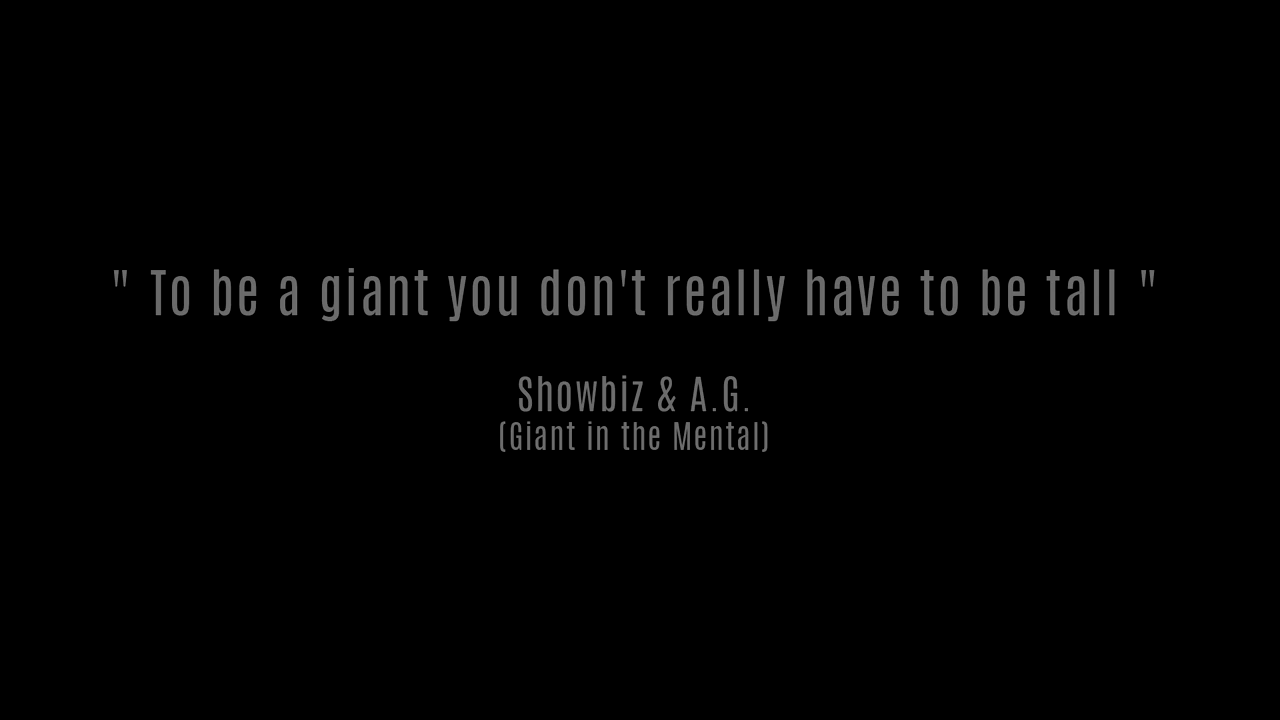 " To be a giant you don't really have to be tall "
Showbiz & A.G.
(Giant in the Mental)